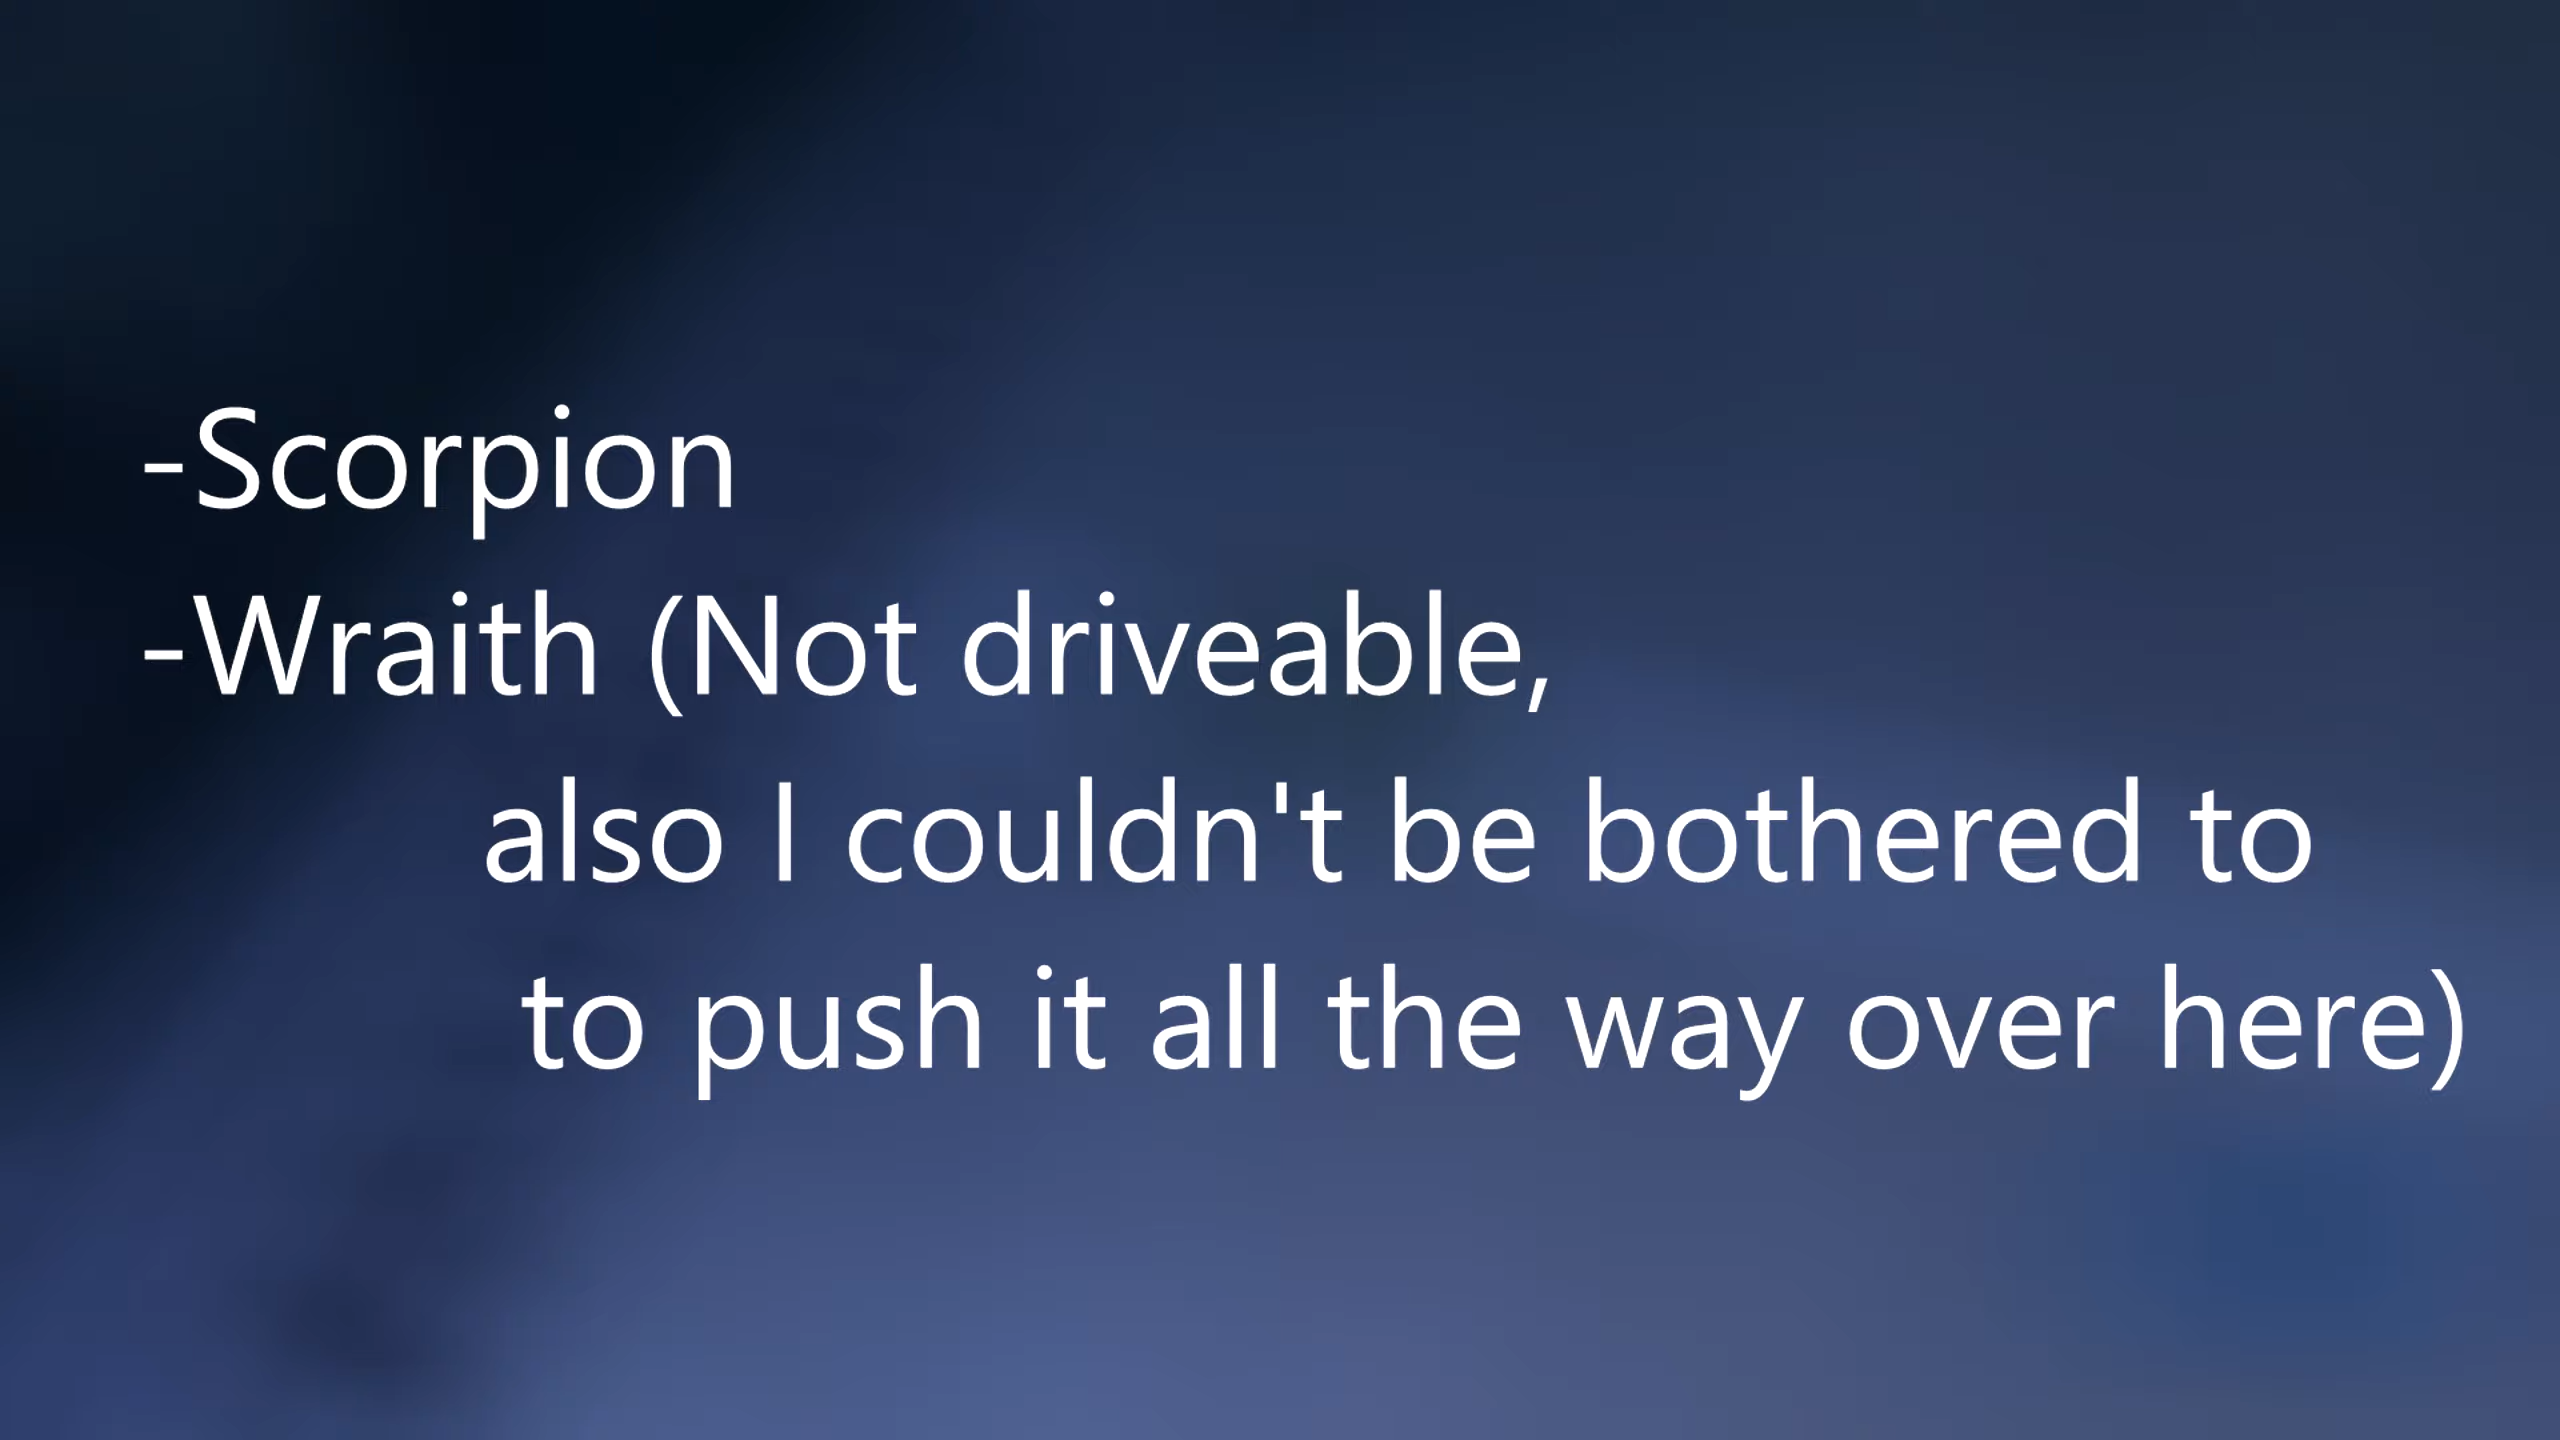 -Scorpion
-Wraith (Not driveable,
also I couldn't be bothered to
to push it all the way over here)